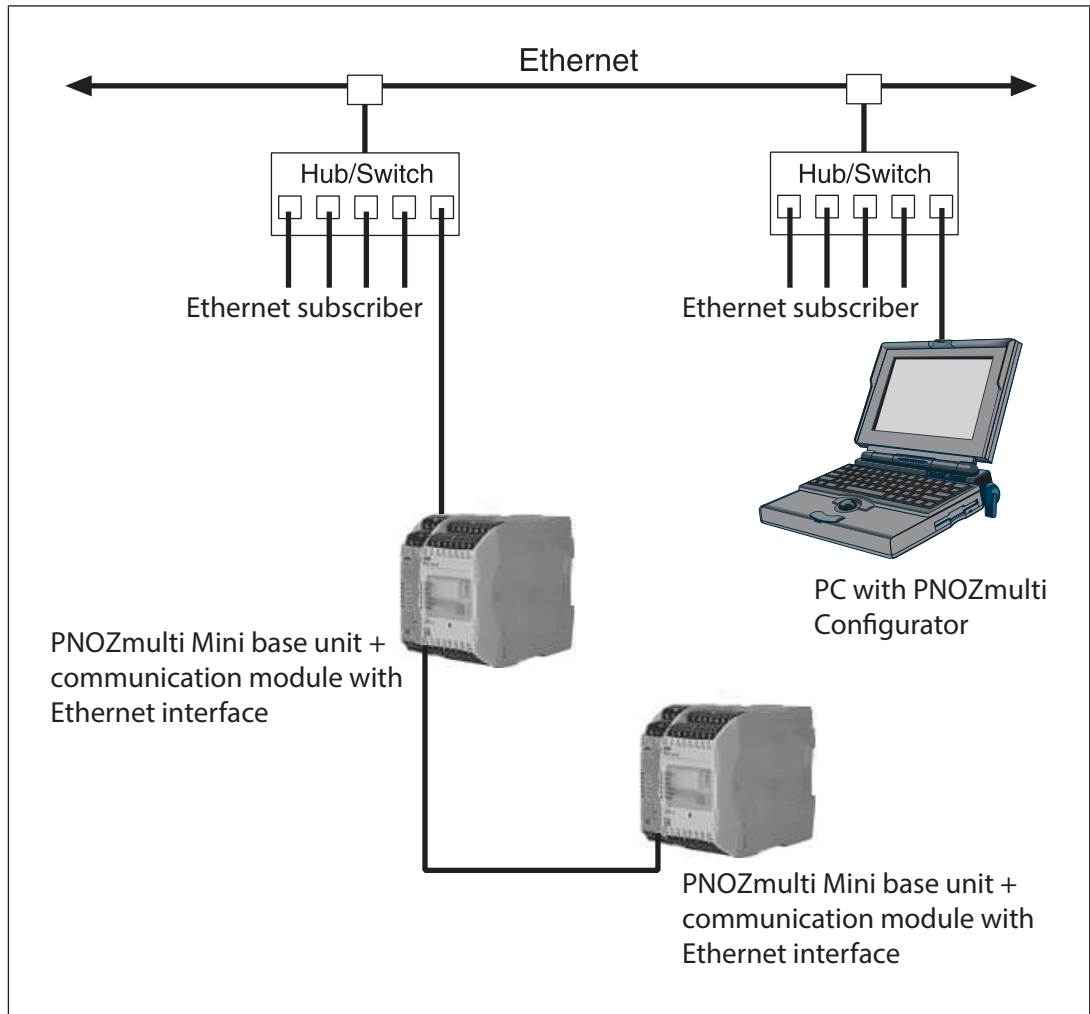 Ethernet
Hub/Switch
Hub/Switch
Ethernet subscriber
Ethernet subscriber
PC with PNOZmulti
Configurator
PNOZmulti Mini base unit +
communication module with
Ethernet interface
PNOZmulti Mini base unit +
communication module with
Ethernet interface